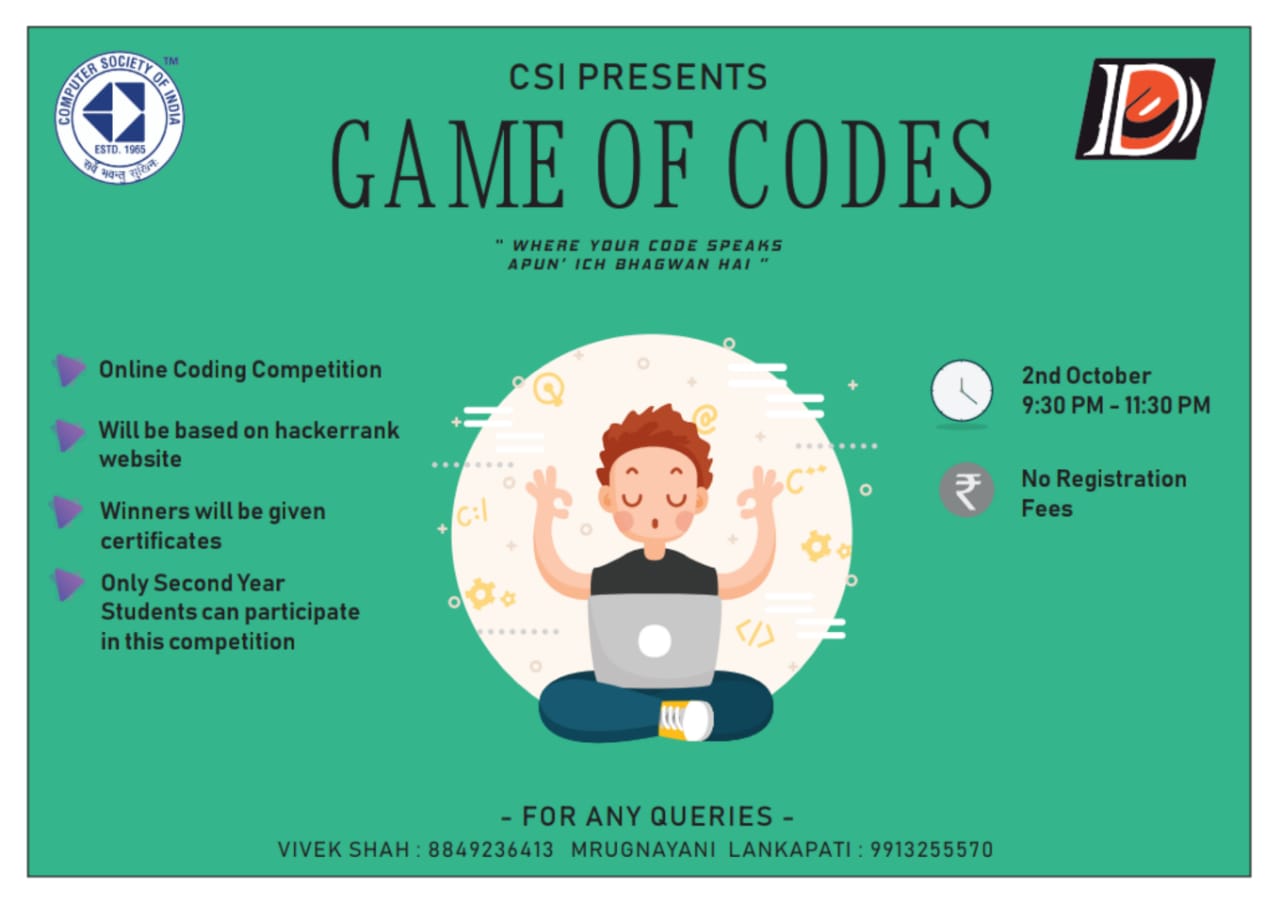 COMPUTER SOCIETY OF INDIA
TM
ESTD. 1965
सर्वे भवन्तु सुखिनः
CSI PRESENTS
GAME OF CODES
" WHERE YOUR CODE SPEAKS
APUN' ICH BHAGWAN HAI "
Online Coding Competition
Will be based on hackerrank
website
Winners will be given
certificates
Only Second Year
Students can participate
in this competition
@
C++
C:\
</>
2nd October
9:30 PM - 11:30 PM
₹
No Registration
Fees
- FOR ANY QUERIES -
VIVEK SHAH : 8849236413 MRUGNAYANI LANKAPATI : 9913255570